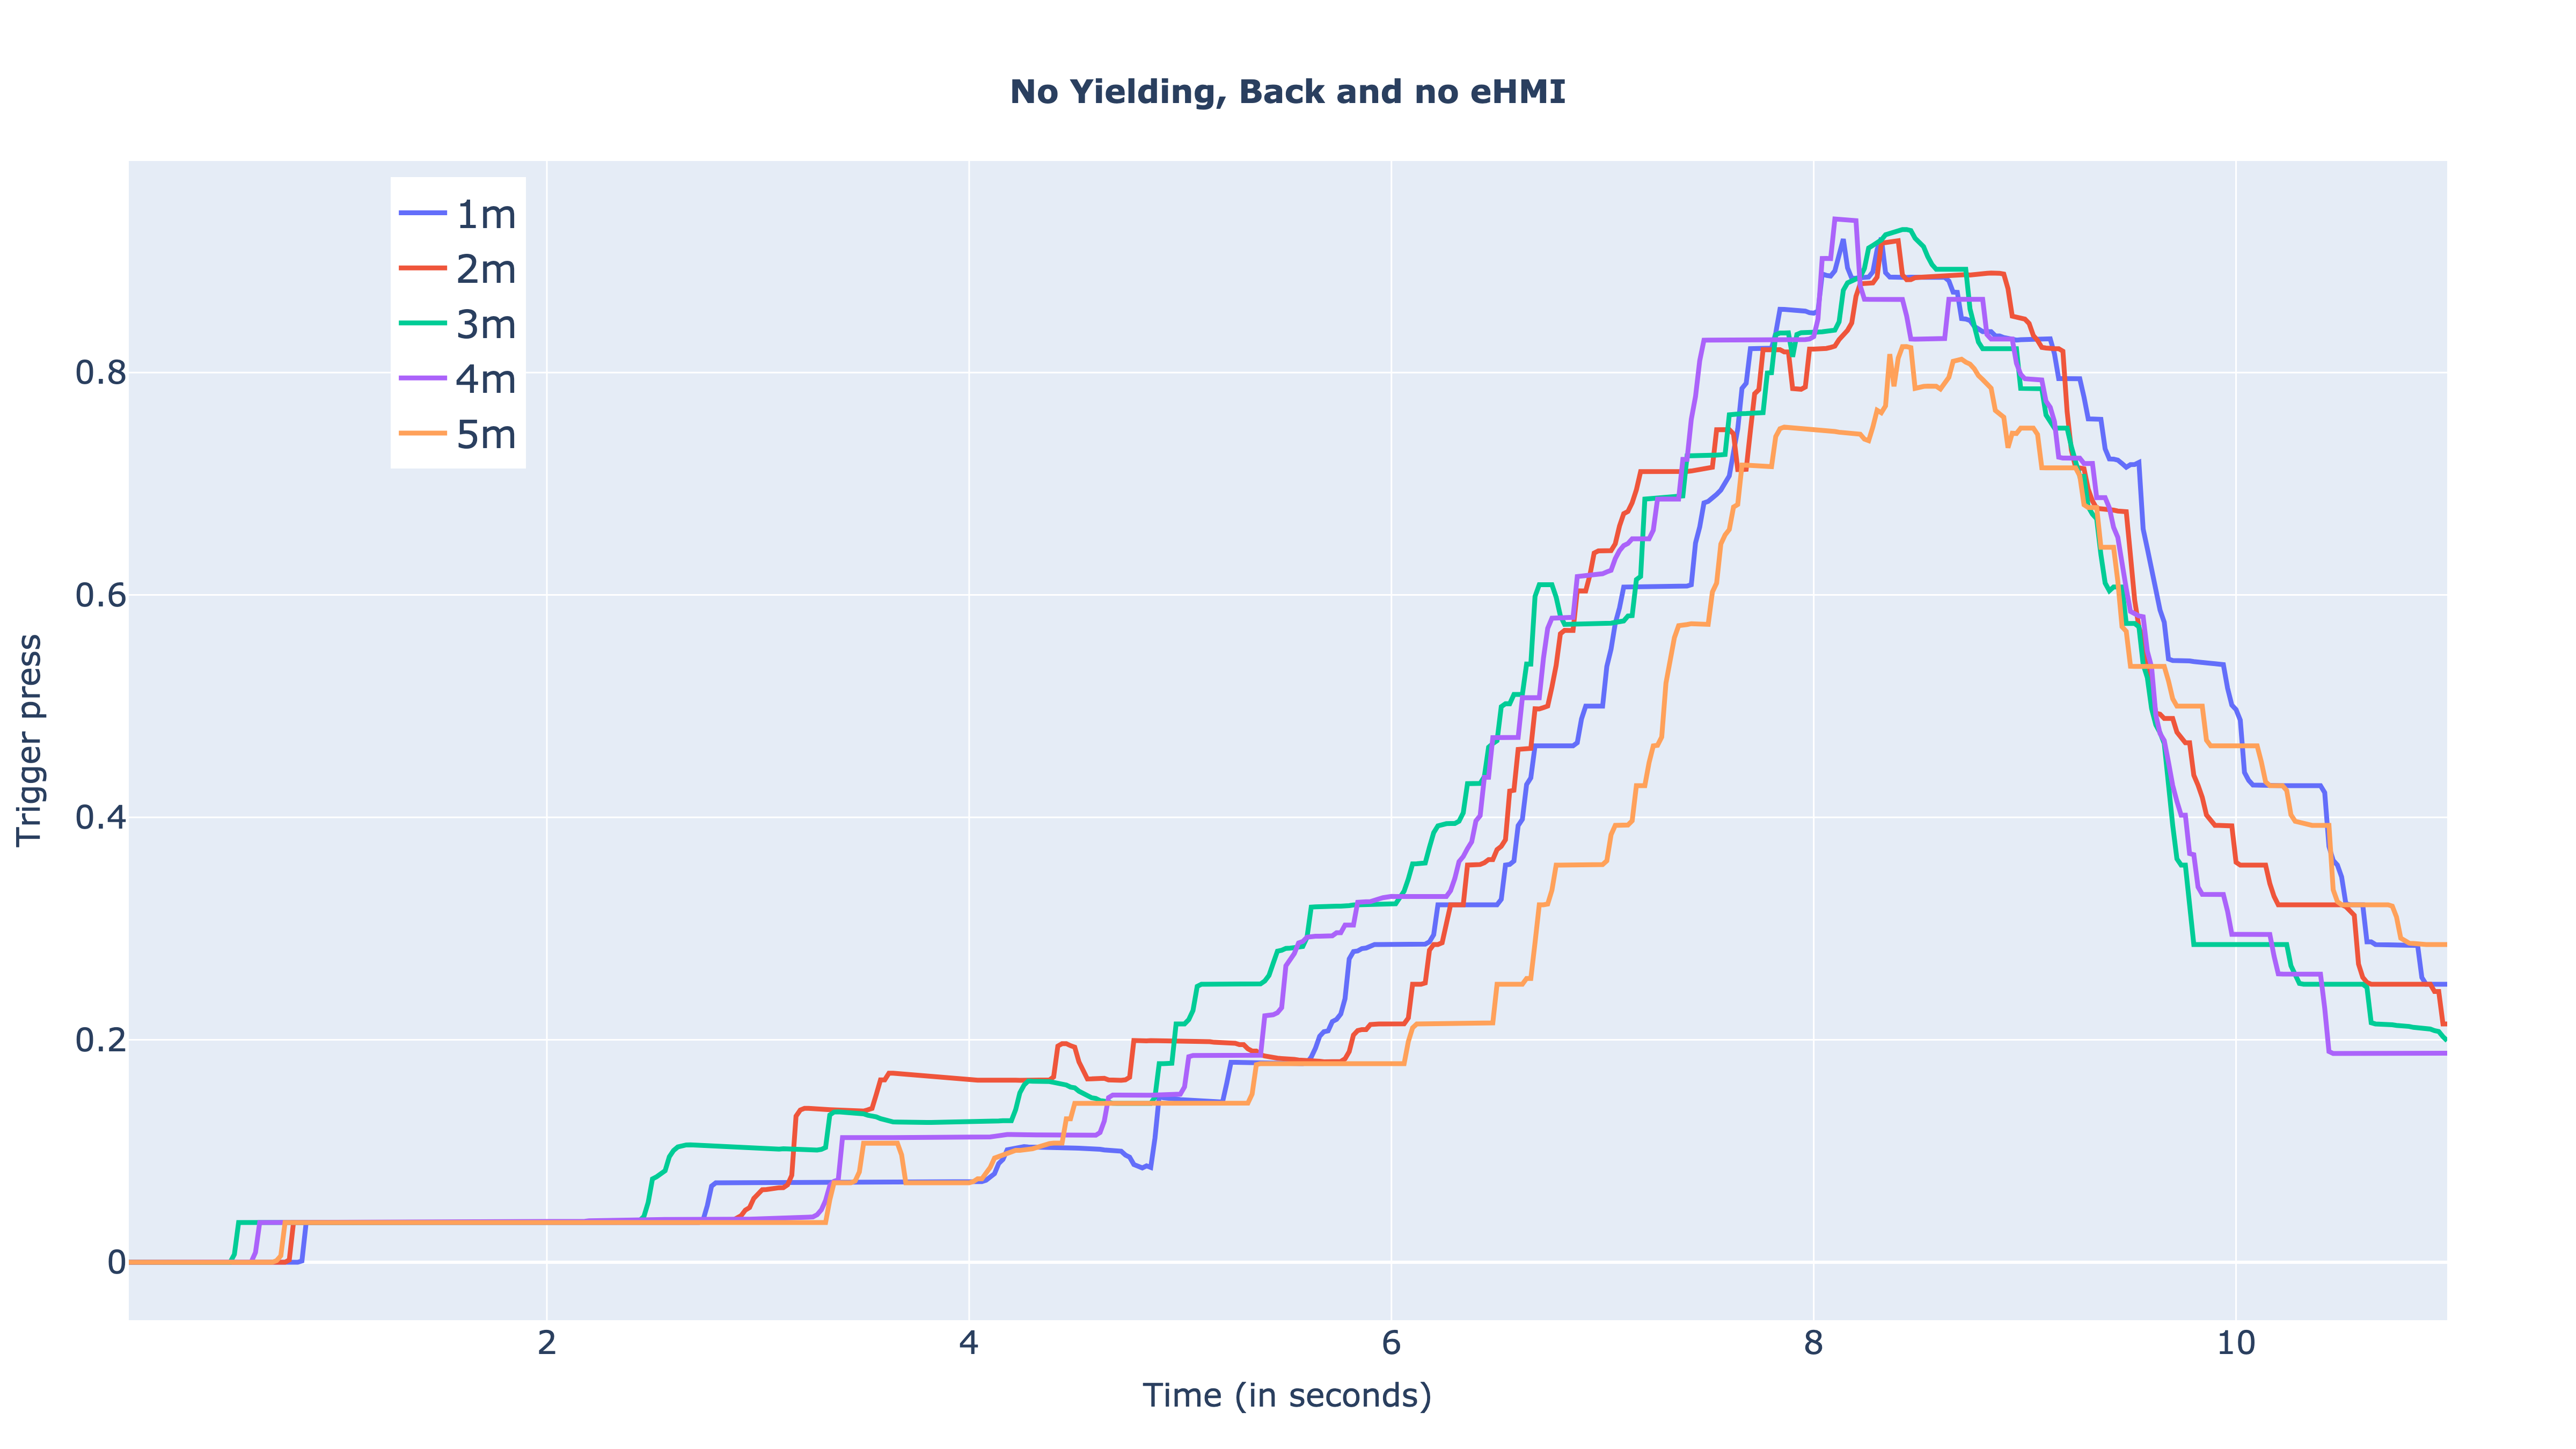 No Yielding, Back and no eHMI
1m
2m
3m
4m
5m
0.8
0.6
0.4
0.2
0
Trigger press
2 4 6 8 10
Time (in seconds)